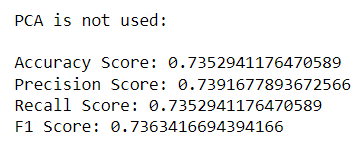 PCA is not used:
Accuracy Score: 0.7352941176470589
Precision Score: 0.7391677893672566
Recall Score: 0.7352941176470589
F1 Score: 0.7363416694394166